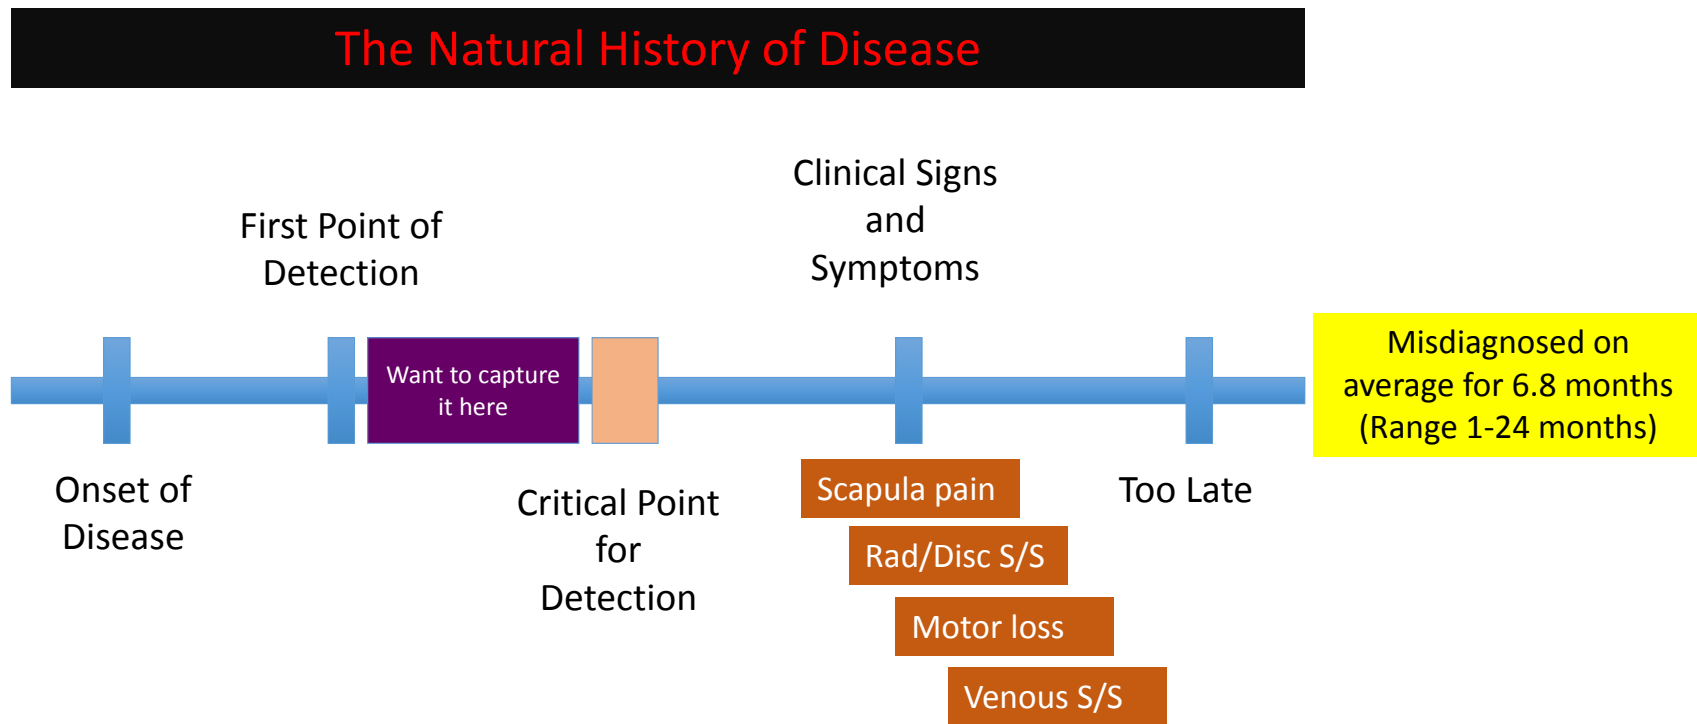 The Natural History of Disease
Clinical Signs
and
Symptoms
First Point of
Detection
Want to capture
it here
Misdiagnosed on
average for 6.8 months
(Range 1-24 months)
Onset of
Disease
Critical Point
for
Detection
Scapula pain
Too Late
Rad/Disc S/S
Motor loss
Venous S/S